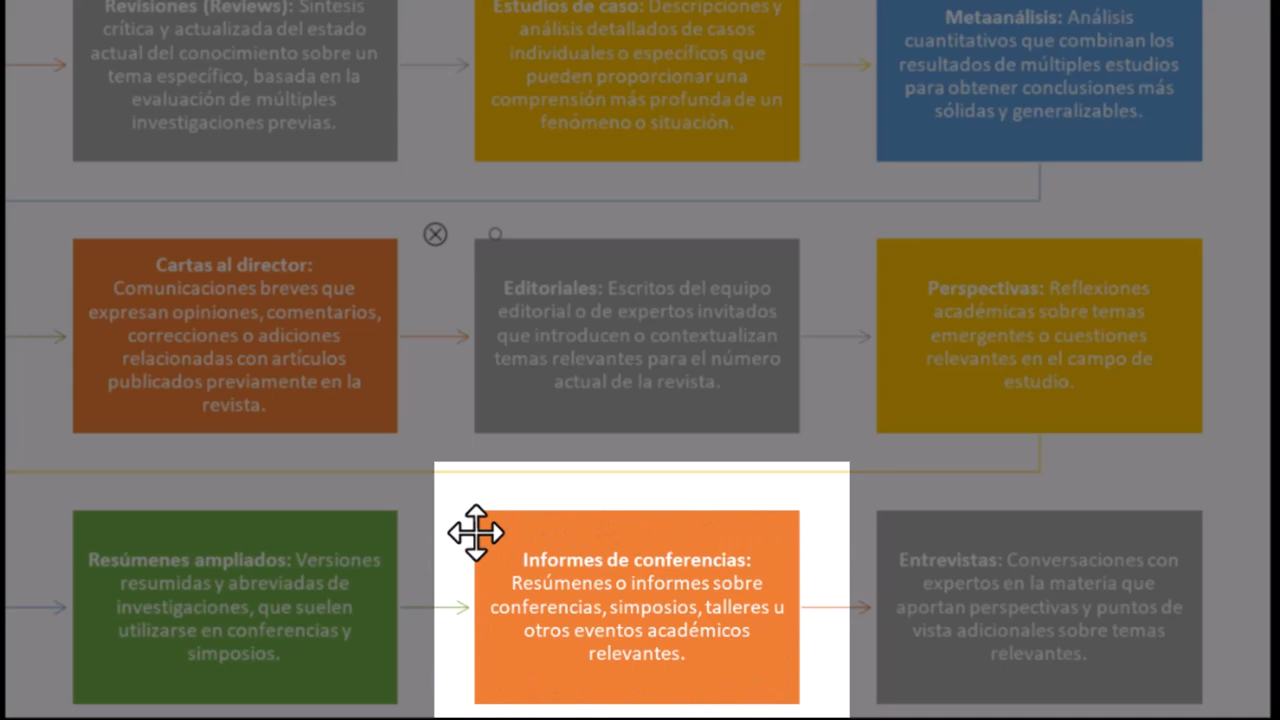 Revisiones (Reviews): Síntesis
crítica y actualizada del estado
actual del conocimiento sobre un
tema específico, basada en la
evaluación de múltiples
investigaciones previas.
Estudios de caso: Descripciones y
análisis detallados de casos
individuales o específicos que
pueden proporcionar una
comprensión más profunda de un
fenómeno o situación.
Metaanálisis: Análisis
cuantitativos que combinan los
resultados de múltiples estudios
para obtener conclusiones más
sólidas y generalizables.
Cartas al director:
Comunicaciones breves que
expresan opiniones, comentarios,
correcciones o adiciones
relacionadas con artículos
publicados previamente en la
revista.
Editoriales: Escritos del equipo
editorial o de expertos invitados
que introducen o contextualizan
temas relevantes para el número
actual de la revista.
Perspectivas: Reflexiones
académicas sobre temas
emergentes o cuestiones
relevantes en el campo de
estudio.
Resúmenes ampliados: Versiones
resumidas y abreviadas de
investigaciones, que suelen
utilizarse en conferencias y
simposios.
Informes de conferencias:
Resúmenes o informes sobre
conferencias, simposios, talleres u
otros eventos académicos
relevantes.
Entrevistas: Conversaciones con
expertos en la materia que
aportan perspectivas y puntos de
vista adicionales sobre temas
relevantes.